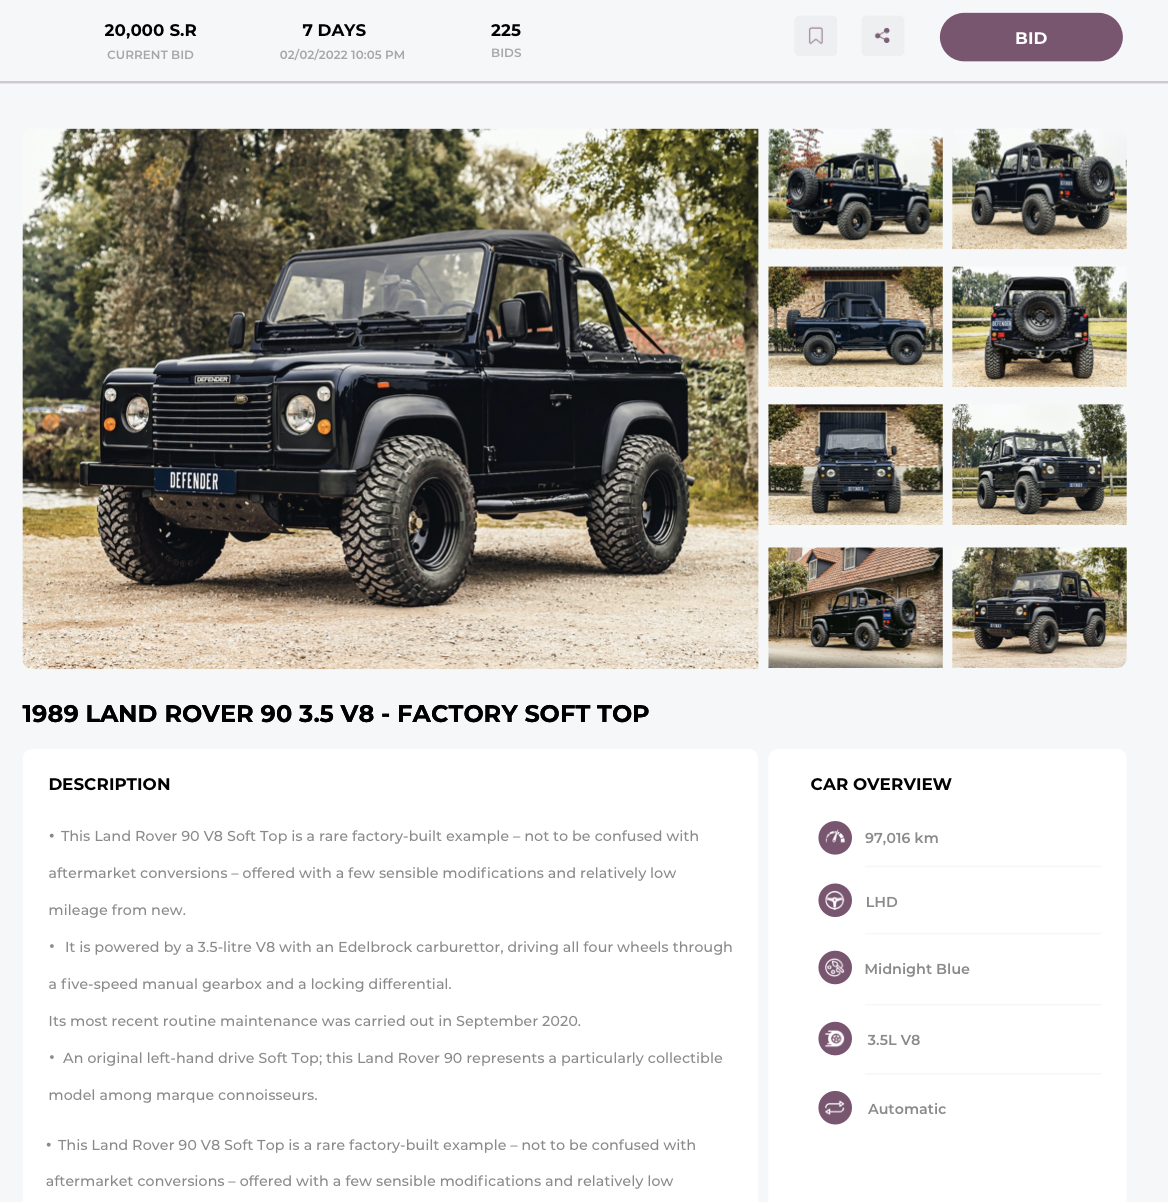 20,000 S.R
CURRENT BID
7 DAYS
02/02/2022 10:05 PM
225
BIDS
BID
DEFENDER
DEFENDER
DEFENDER
DEFENDER
DEFENDER
DEFENDER
1989 LAND ROVER 90 3.5 V8 - FACTORY SOFT TOP
DESCRIPTION
• This Land Rover 90 V8 Soft Top is a rare factory-built example – not to be confused with
aftermarket conversions – offered with a few sensible modifications and relatively low
mileage from new.
• It is powered by a 3.5-litre V8 with an Edelbrock carburettor, driving all four wheels through
a five-speed manual gearbox and a locking differential.
Its most recent routine maintenance was carried out in September 2020.
• An original left-hand drive Soft Top; this Land Rover 90 represents a particularly collectible
model among marque connoisseurs.
• This Land Rover 90 V8 Soft Top is a rare factory-built example – not to be confused with
aftermarket conversions – offered with a few sensible modifications and relatively low
CAR OVERVIEW
97,016 km
LHD
Midnight Blue
3.5L V8
Automatic